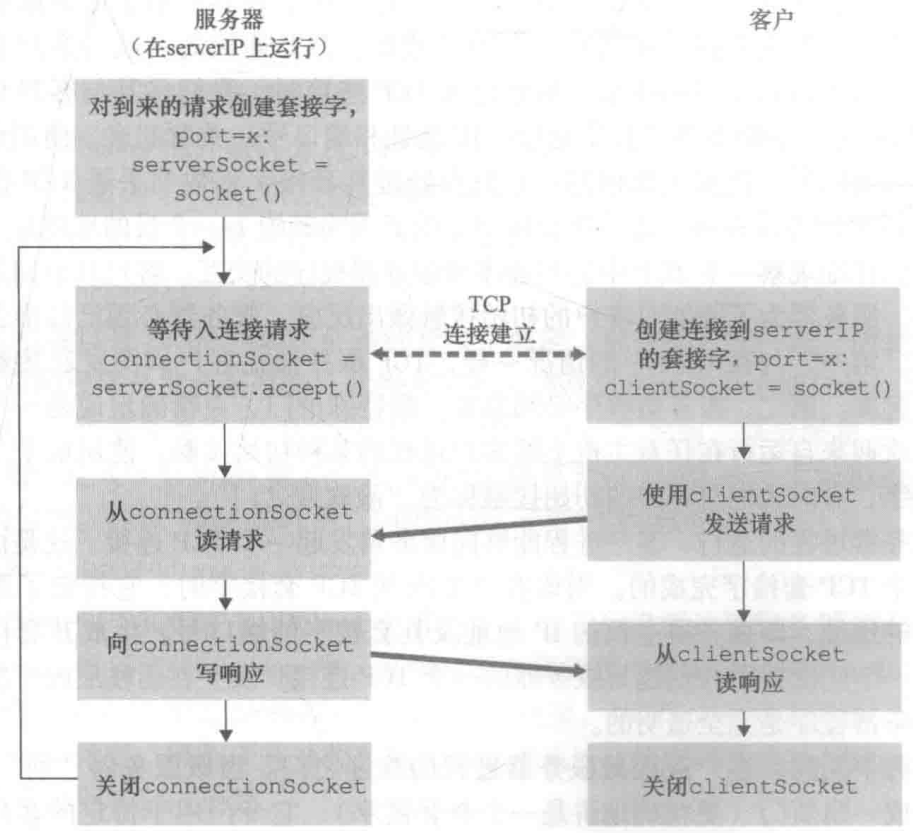 服务器
（在serverIP上运行）
客户
对到来的请求创建套接字，
port=x:
serverSocket =
socket()
等待入连接请求
connectionSocket =
serverSocket.accept()
TCP
连接建立
创建连接到serverIP
的套接字，port=x:
clientSocket = socket()
从connectionSocket
读请求
使用clientSocket
发送请求
向connectionSocket
写响应
从clientSocket
读响应
关闭connectionSocket
关闭clientSocket